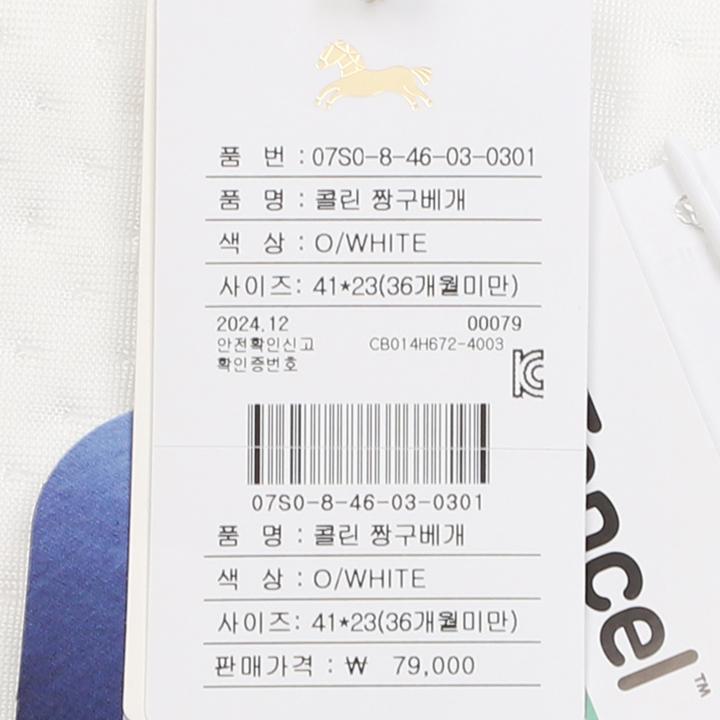 품 번 : 07S0-8-46-03-0301
품 명 : 콜린 짱구베개
색 상 : O/WHITE
사이즈: 41*23(36개월미만)
2024.12 00079
안전확인신고 CB014H672-4003
확인증번호
07S0-8-46-03-0301
품 명 : 콜린 짱구베개
색 상 : O/WHITE
사이즈: 41*23(36개월미만)
판매가격 : ₩ 79,000
encel™